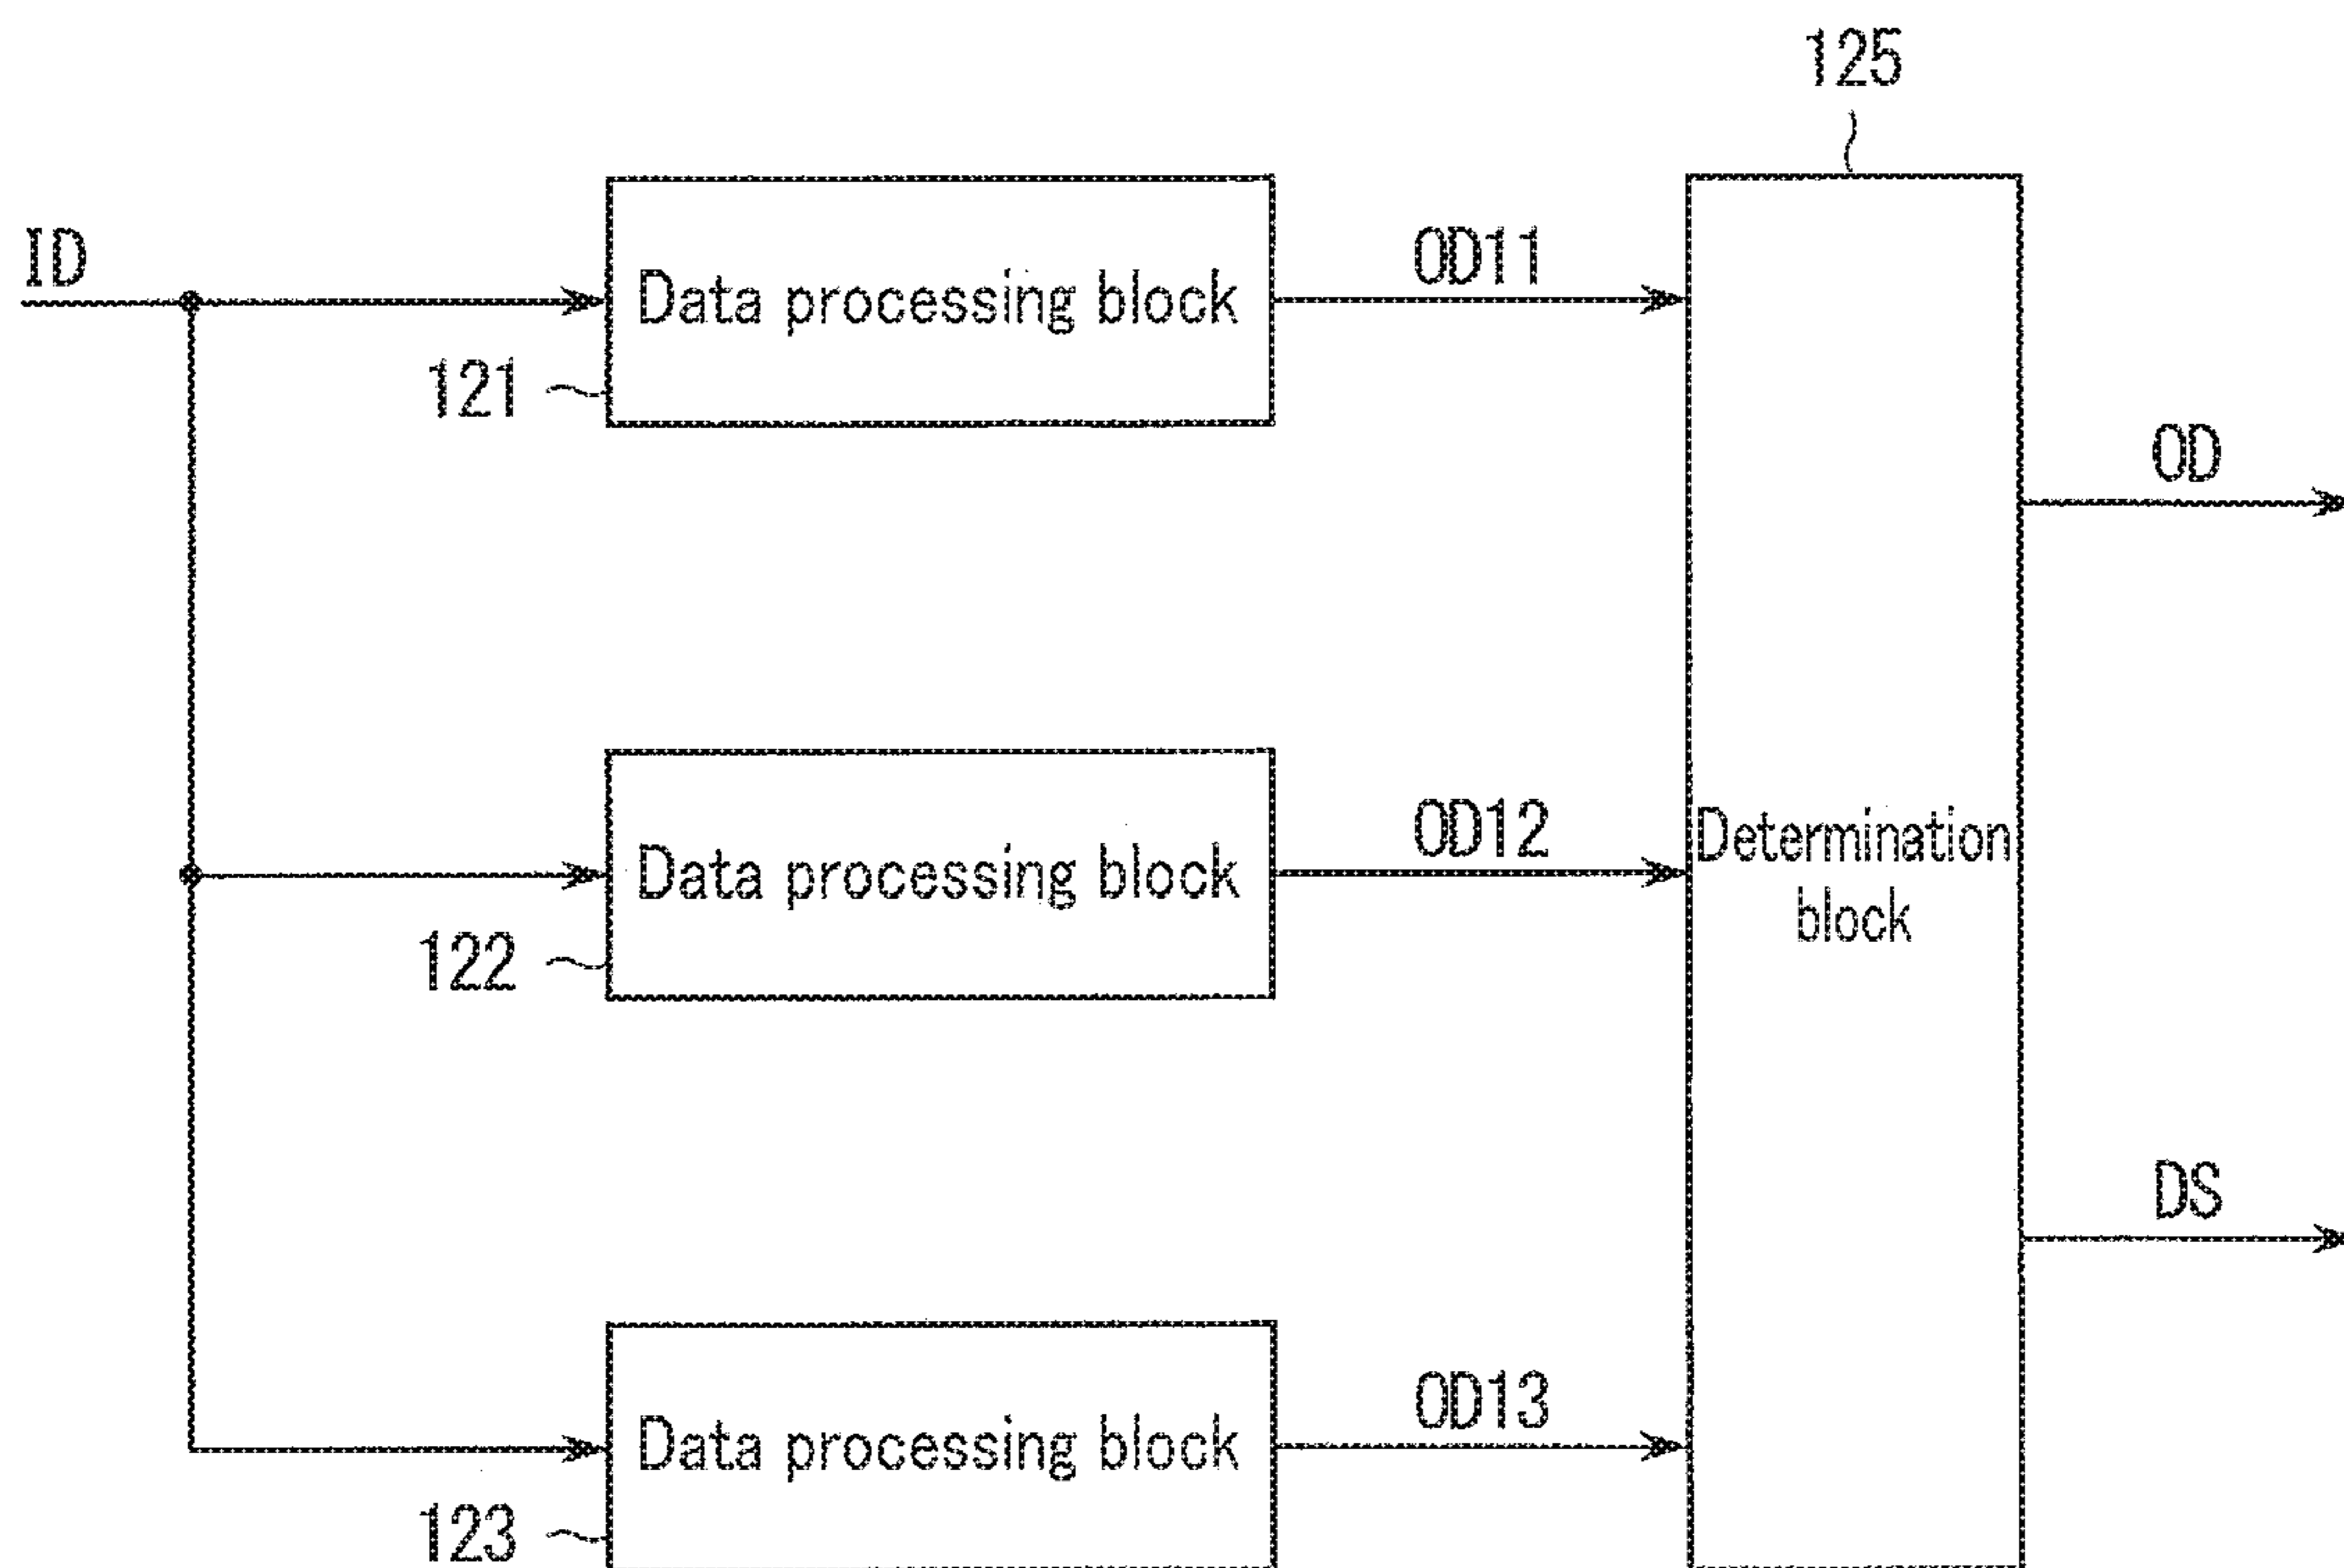 125
ID
Data processing block
OD11
121
OD
Data processing block
OD12
Determination
block
122
DS
Data processing block
OD13
123